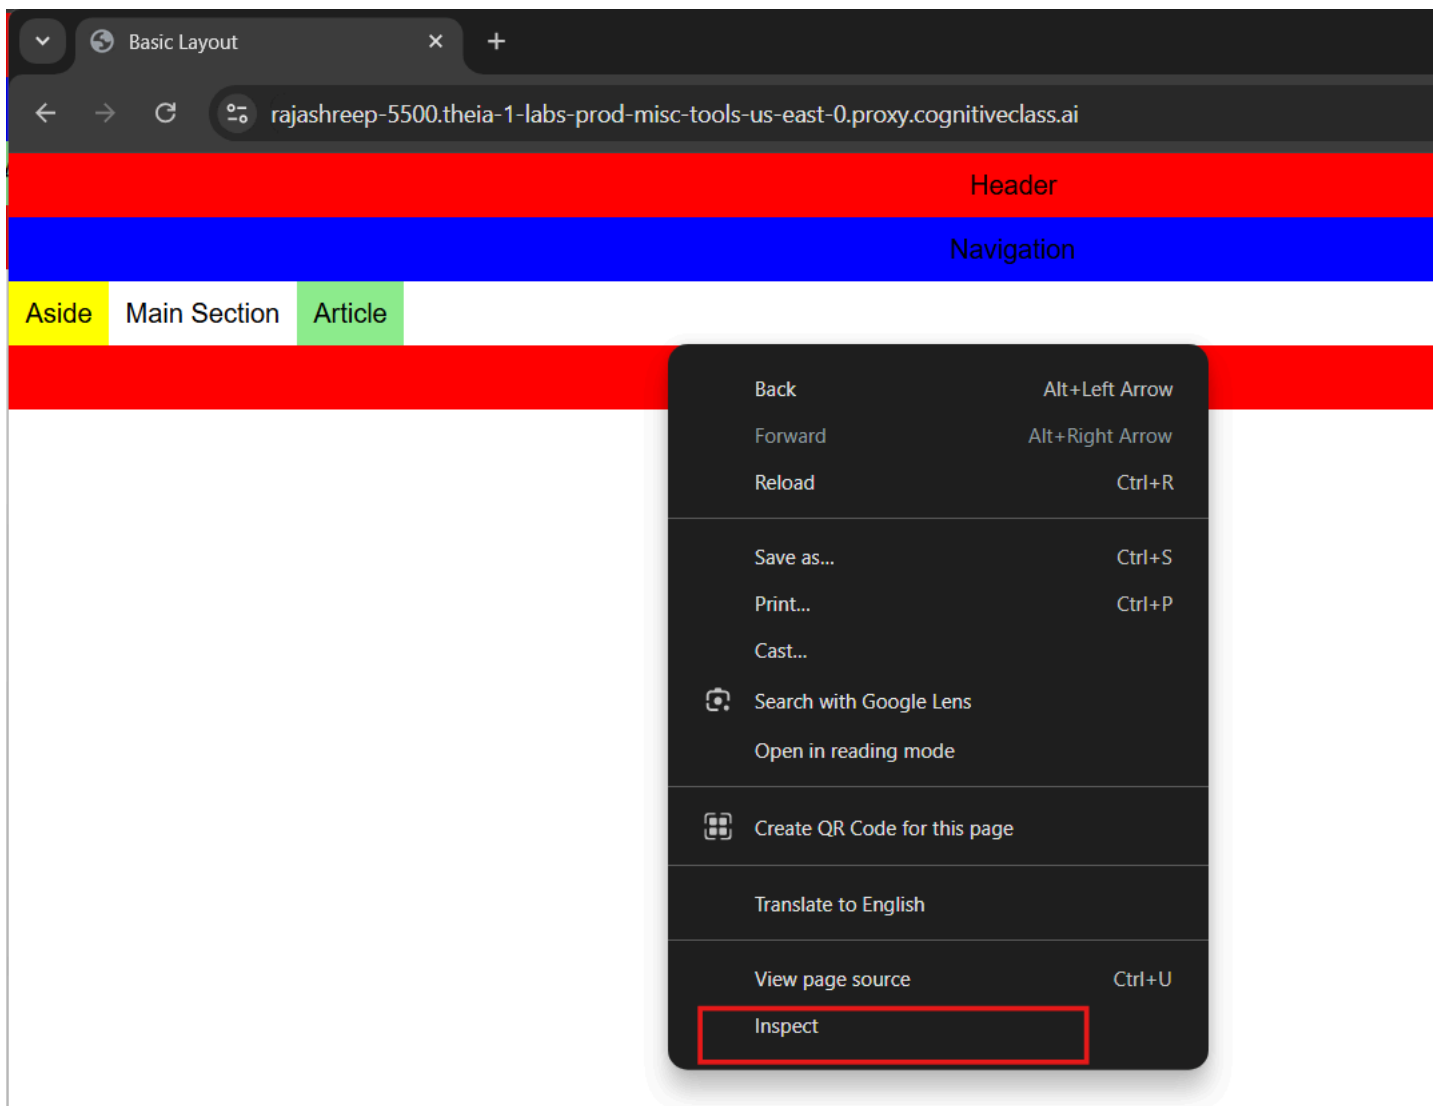 Basic Layout
rajashreep-5500.theia-1-labs-prod-misc-tools-us-east-0.proxy.cognitiveclass.ai
Header
Navigation
Aside Main Section Article
Back Alt+Left Arrow
Forward Alt+Right Arrow
Reload Ctrl+R
Save as... Ctrl+S
Print... Ctrl+P
Cast...
Search with Google Lens
Open in reading mode
Create QR Code for this page
Translate to English
View page source Ctrl+U
Inspect